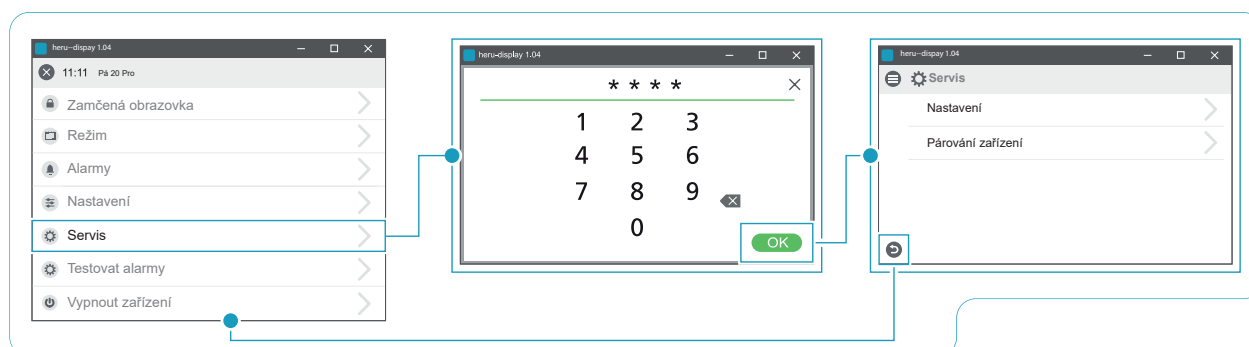 heru-dispay 1.04
11:11 Pá 20 Pro
Zamčená obrazovka
Režim
Alarmy
Nastavení
Servis
Testovat alarmy
Vypnout zařízení
heru-display 1.04
* * * *
1 2 3
4 5 6
7 8 9
0
OK
heru-dispay 1.04
Servis
Nastavení
Párování zařízení